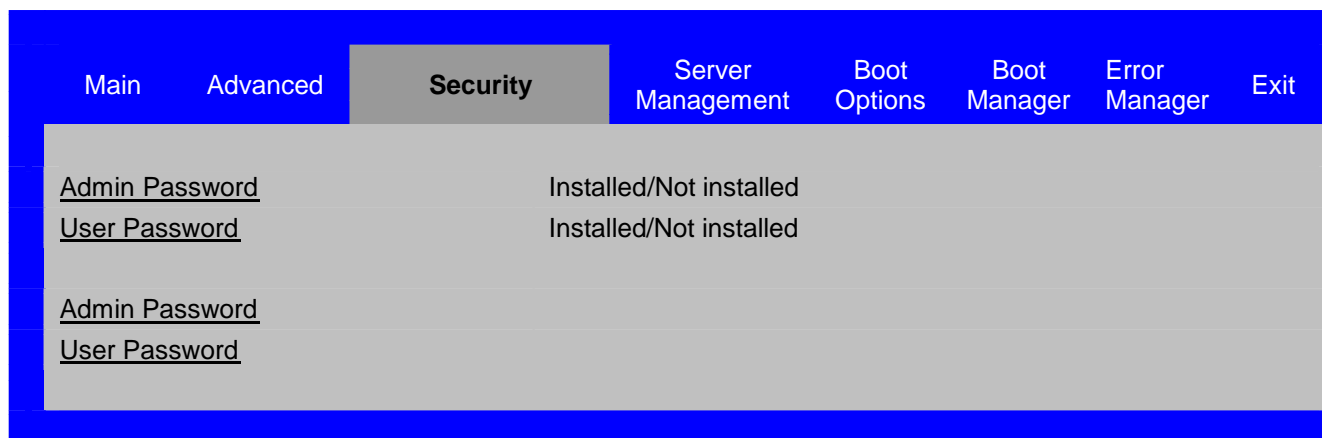 Main Advanced Security Server Management Boot Options Boot Manager Error Manager Exit
Admin Password Installed/Not installed
User Password Installed/Not installed
Admin Password
User Password